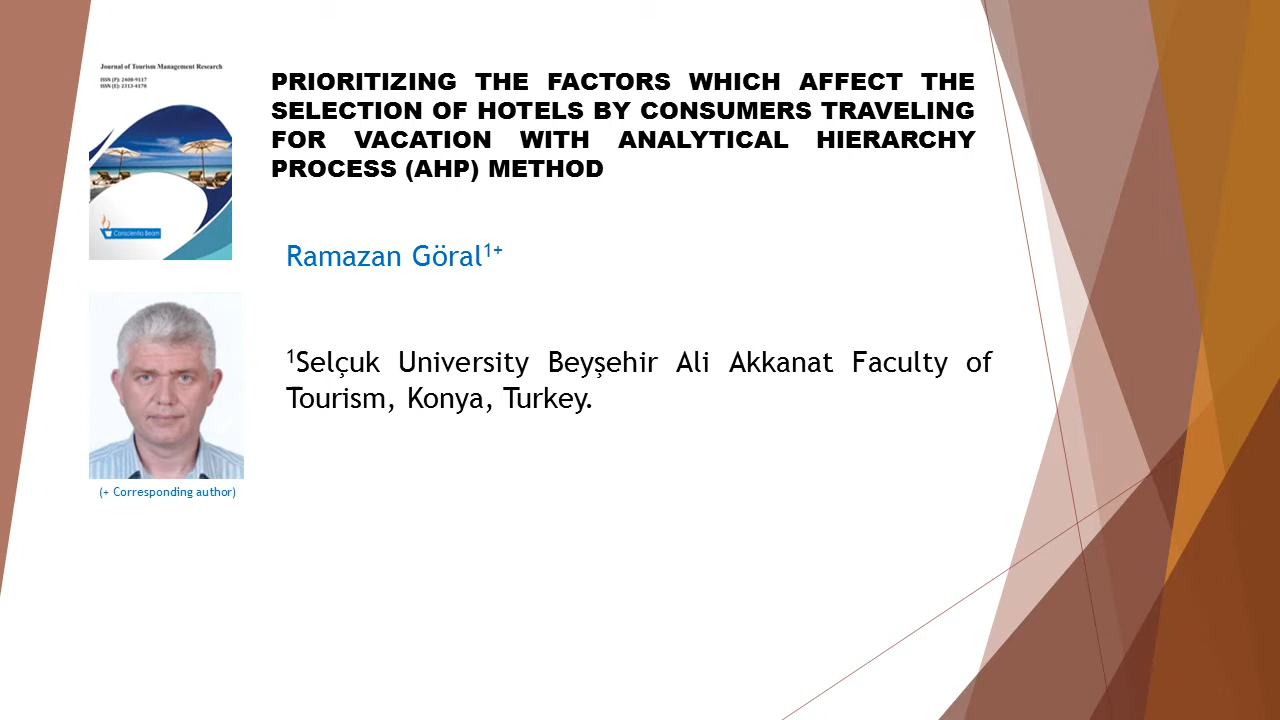 Journal of Tourism Management Research
ISSN (P): 2408-9117
ISSN (E): 2313-4178
Conscientia Beam
PRIORITIZING THE FACTORS WHICH AFFECT THE
SELECTION OF HOTELS BY CONSUMERS TRAVELING
FOR VACATION WITH ANALYTICAL HIERARCHY
PROCESS (AHP) METHOD
Ramazan Göral¹⁺
¹Selçuk University Beyşehir Ali Akkanat Faculty of
Tourism, Konya, Turkey.
(+ Corresponding author)